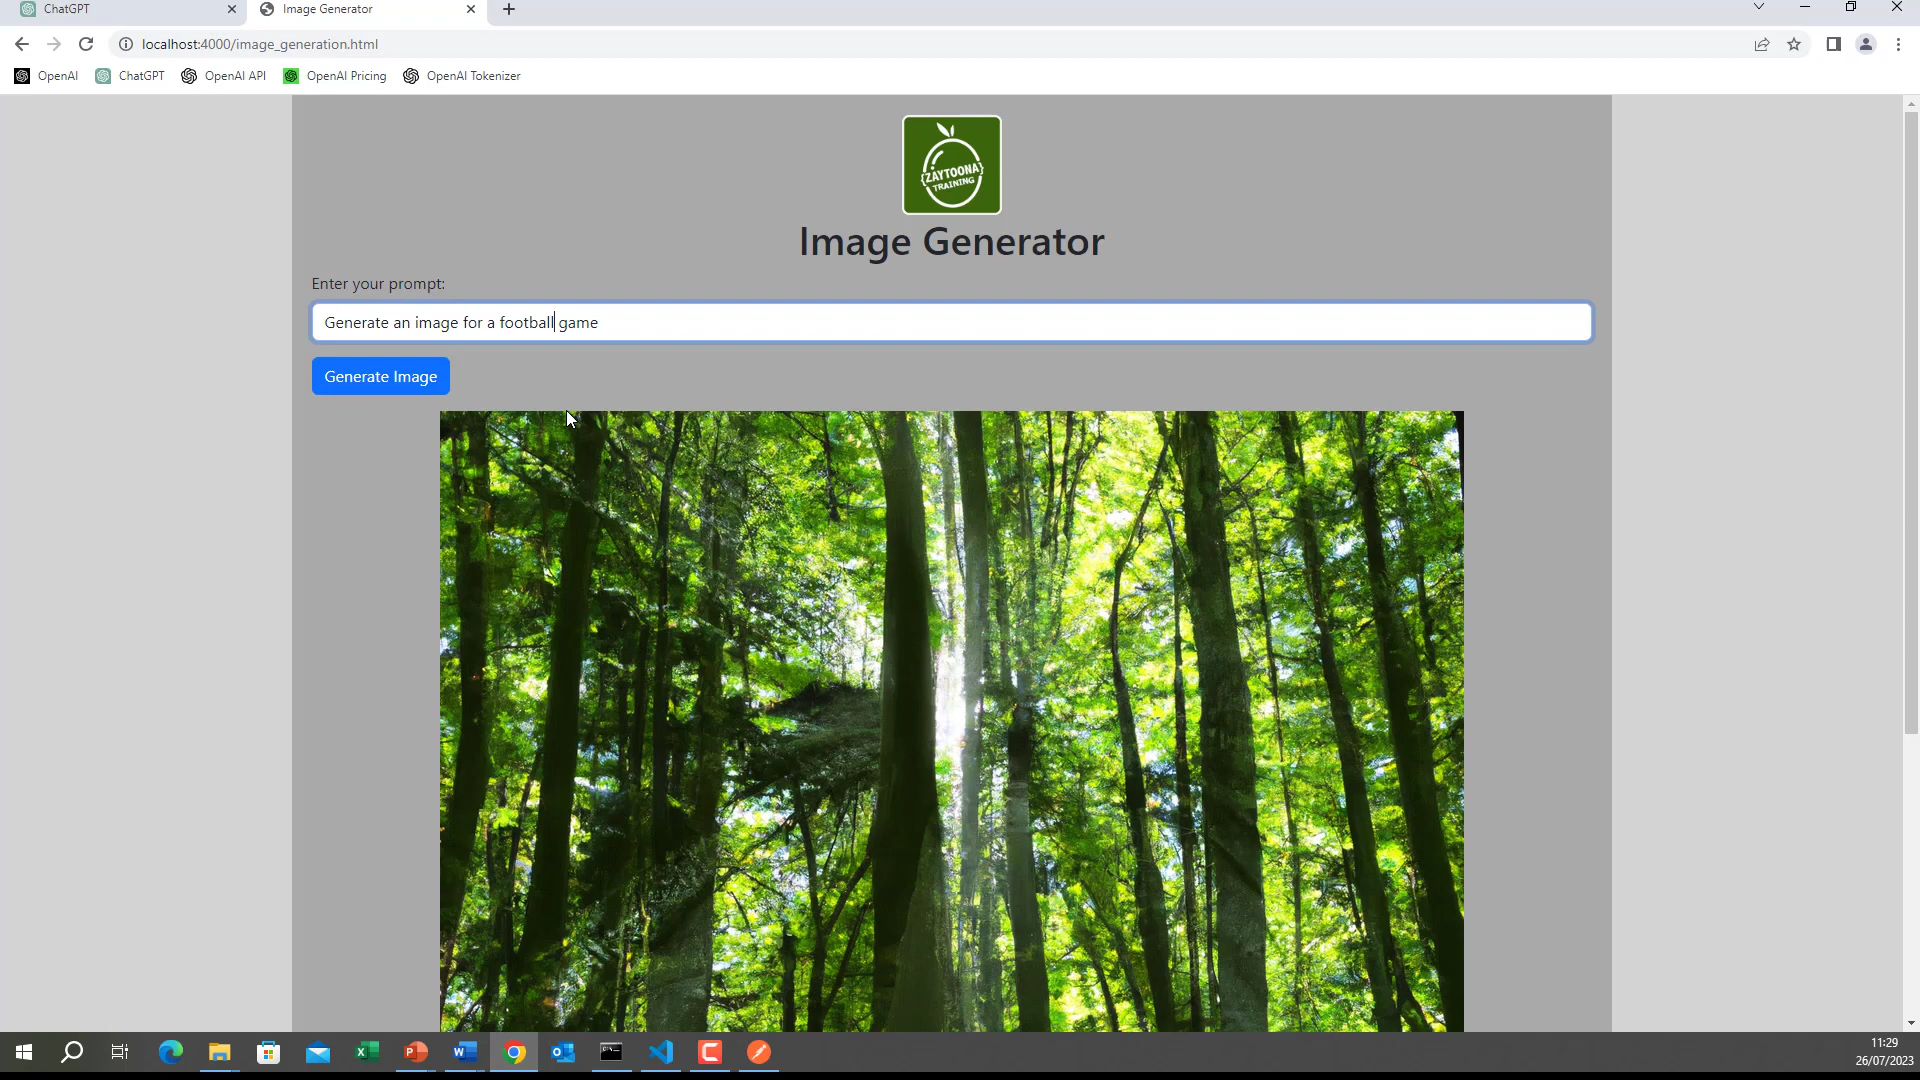 ChatGPT
Image Generator
localhost:4000/image_generation.html
OpenAI
ChatGPT
OpenAI API
OpenAI Pricing
OpenAI Tokenizer
{ZAYTOONA}
TRAINING
Image Generator
Enter your prompt:
Generate an image for a football game
Generate Image
11:29
26/07/2023